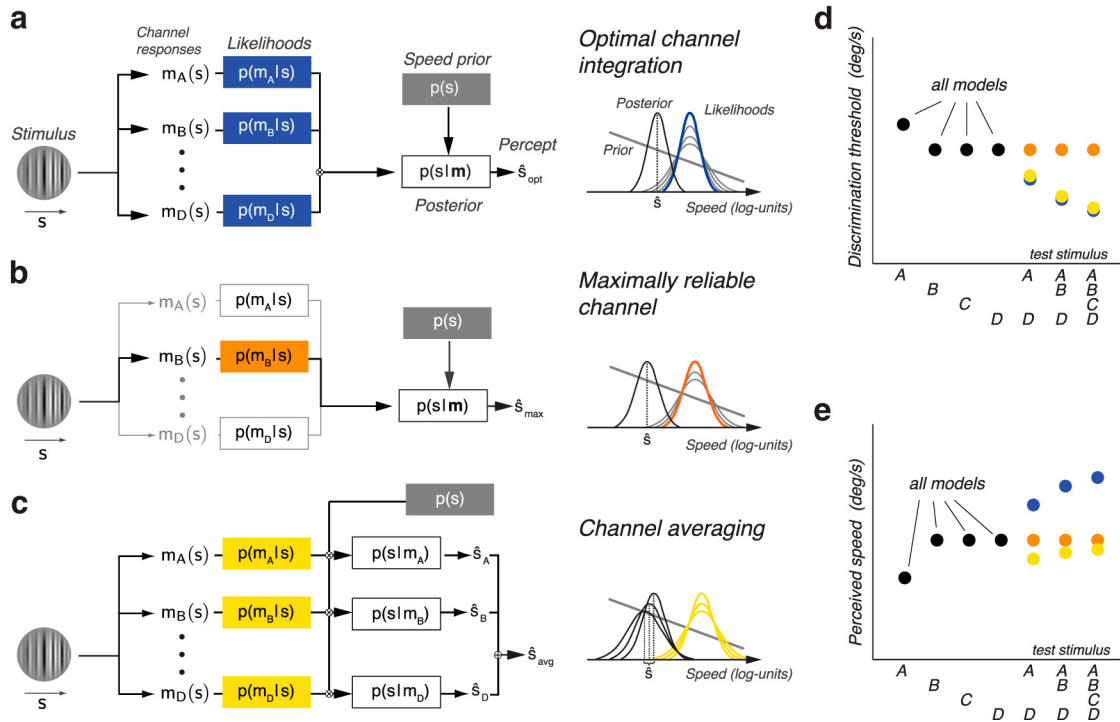 a
Channel responses
Likelihoods
Stimulus
s
m_A(s)
p(m_A|s)
m_B(s)
p(m_B|s)
m_D(s)
p(m_D|s)
Speed prior
p(s)
p(s|m)
Posterior
Percept
ŝ_opt
Optimal channel
integration
Posterior
Likelihoods
Prior
ŝ
Speed (log-units)
b
s
m_A(s)
p(m_A|s)
m_B(s)
p(m_B|s)
m_D(s)
p(m_D|s)
p(s)
p(s|m)
ŝ_max
Maximally reliable
channel
ŝ
Speed (log-units)
c
s
p(s)
m_A(s)
p(m_A|s)
p(s|m_A)
ŝ_A
m_B(s)
p(m_B|s)
p(s|m_B)
ŝ_B
m_D(s)
p(m_D|s)
p(s|m_D)
ŝ_D
ŝ_avg
Channel averaging
ŝ
Speed (log-units)
d
Discrimination threshold (deg/s)
all models
test stimulus
A A A A
B B B
C C
D D D D
e
Perceived speed (deg/s)
all models
test stimulus
A A A A
B B B
C C
D D D D